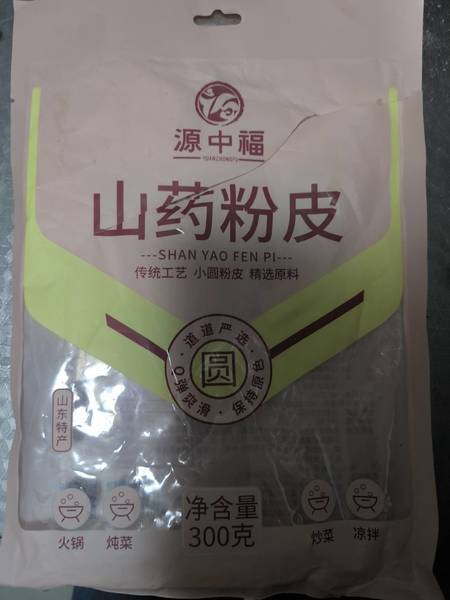 源中福
YUANZHONGFU
山药粉皮
---SHAN YAO FEN PI---
传统工艺 小圆粉皮 精选原料
道道严选
圆
Q弹爽滑·保持原色
山东特产
净含量
300克
火锅 炖菜 炒菜 凉拌